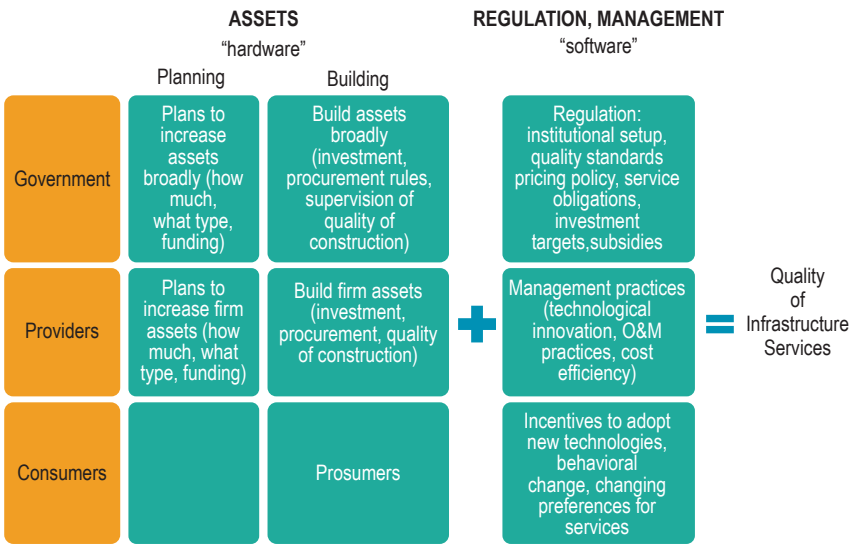 ASSETS
“hardware”
REGULATION, MANAGEMENT
“software”
Planning
Building
Government
Plans to
increase
assets
broadly (how
much,
what type,
funding)
Build assets
broadly
(investment,
procurement rules,
supervision of
quality of
construction)
Regulation:
institutional setup,
quality standards
pricing policy, service
obligations,
investment
targets,subsidies
Providers
Plans to
increase firm
assets (how
much, what
type, funding)
Build firm assets
(investment,
procurement, quality
of construction)
+
Management practices
(technological
innovation, O&M
practices, cost
efficiency)
=
Quality
of
Infrastructure
Services
Consumers
Prosumers
Incentives to adopt
new technologies,
behavioral
change, changing
preferences for
services